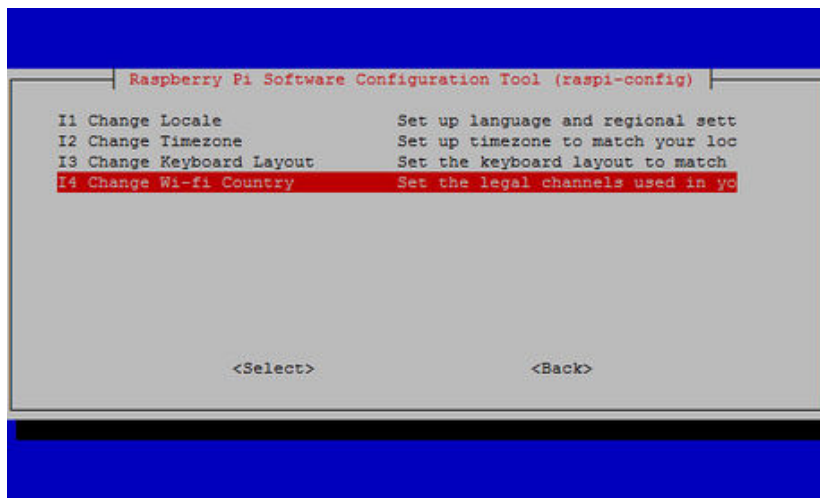 Raspberry Pi Software Configuration Tool (raspi-config)
I1 Change Locale Set up language and regional sett
I2 Change Timezone Set up timezone to match your loc
I3 Change Keyboard Layout Set the keyboard layout to match
I4 Change Wi-fi Country Set the legal channels used in yo
<Select> <Back>